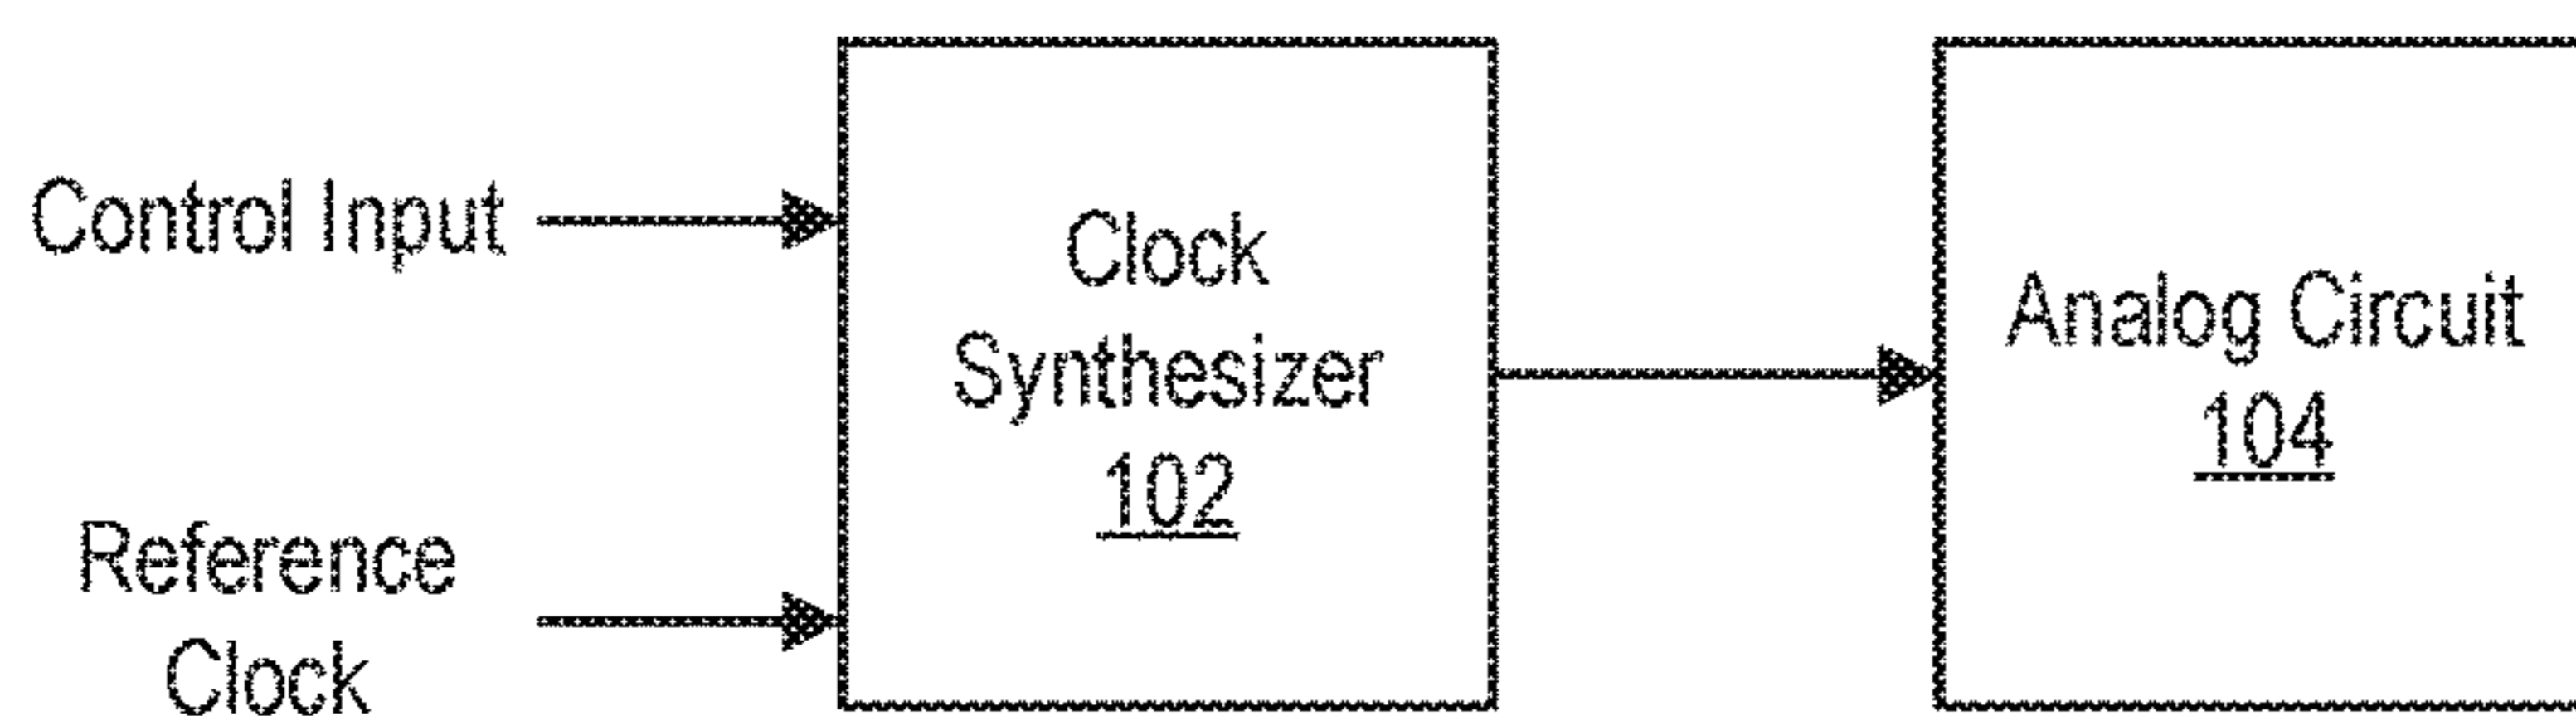 Control Input
Reference
Clock
Clock
Synthesizer
102
Analog Circuit
104